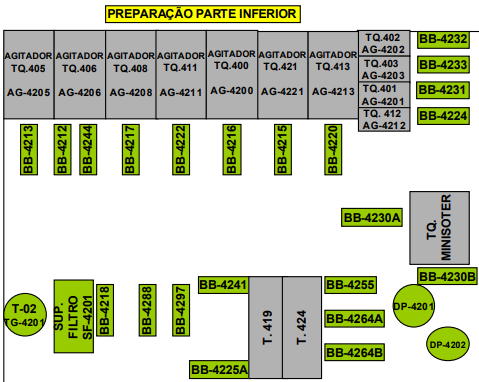 PREPARAÇÃO PARTE INFERIOR
AGITADOR
TQ.405
AG-4205
AGITADOR
TQ.406
AG-4206
AGITADOR
TQ.408
AG-4208
AGITADOR
TQ.411
AG-4211
AGITADOR
TQ.400
AG-4200
AGITADOR
TQ.421
AG-4221
AGITADOR
TQ.413
AG-4213
TQ.402
AG-4202
TQ.403
AG-4203
TQ.401
AG-4201
TQ. 412
AG-4212
BB-4232
BB-4233
BB-4231
BB-4224
BB-4213
BB-4212
BB-4244
BB-4217
BB-4222
BB-4216
BB-4215
BB-4220
BB-4230A
TQ.
MINISOTER
BB-4230B
T-02
TG-4201
SUP.
FILTRO
SF-4201
BB-4218
BB-4288
BB-4297
BB-4241
T. 419
T. 424
BB-4255
BB-4264A
BB-4264B
BB-4225A
DP-4201
DP-4202